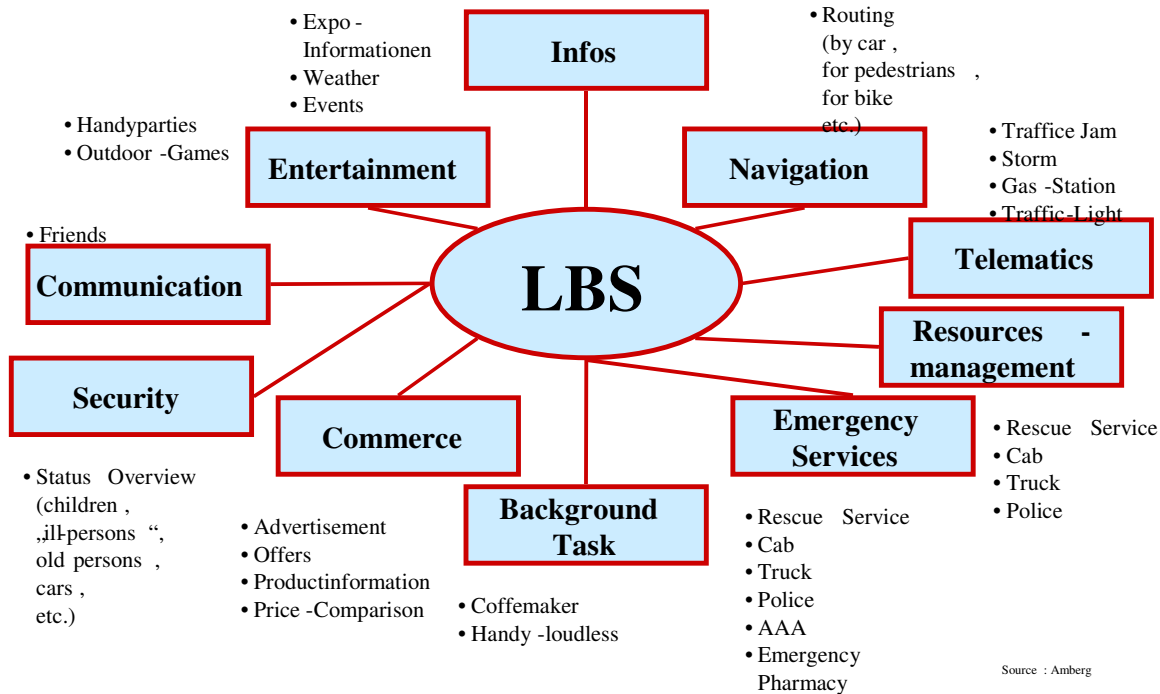 • Expo -
Informationen
• Weather
• Events
Infos
• Routing
(by car ,
for pedestrians ,
for bike
etc.)
• Handyparties
• Outdoor -Games
Entertainment
Navigation
• Traffice Jam
• Storm
• Gas -Station
• Traffic-Light
• Friends
Communication
LBS
Telematics
Resources -
management
Security
Commerce
Emergency
Services
• Rescue Service
• Cab
• Truck
• Police
• Status Overview
(children ,
„ill-persons “,
old persons ,
cars ,
etc.)
• Advertisement
• Offers
• Productinformation
• Price -Comparison
Background
Task
• Coffemaker
• Handy -loudless
• Rescue Service
• Cab
• Truck
• Police
• AAA
• Emergency
Pharmacy
Source : Amberg